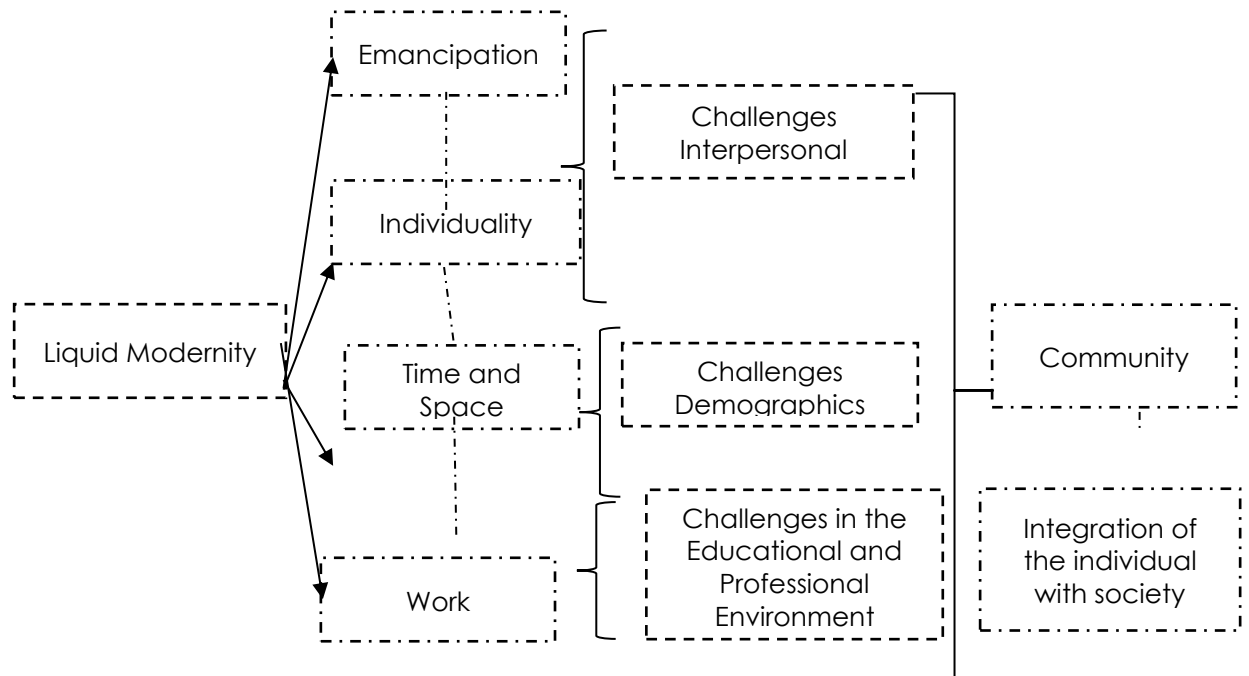 Emancipation
Challenges
Interpersonal
Individuality
Liquid Modernity
Time and
Space
Challenges
Demographics
Community
Work
Challenges in the
Educational and
Professional
Environment
Integration of
the individual
with society